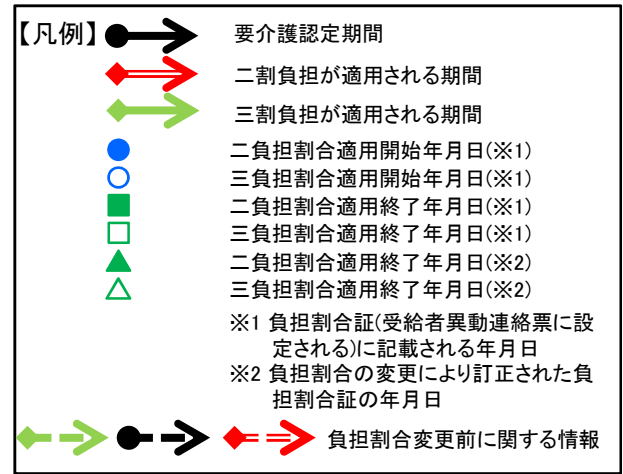 【凡例】 要介護認定期間
二割負担が適用される期間
三割負担が適用される期間
二負担割合適用開始年月日(※1)
三負担割合適用開始年月日(※1)
二負担割合適用終了年月日(※1)
三負担割合適用終了年月日(※1)
二負担割合適用終了年月日(※2)
三負担割合適用終了年月日(※2)
※1 負担割合証(受給者異動連絡票に設
定される)に記載される年月日
※2 負担割合の変更により訂正された負
担割合証の年月日
負担割合変更前に関する情報